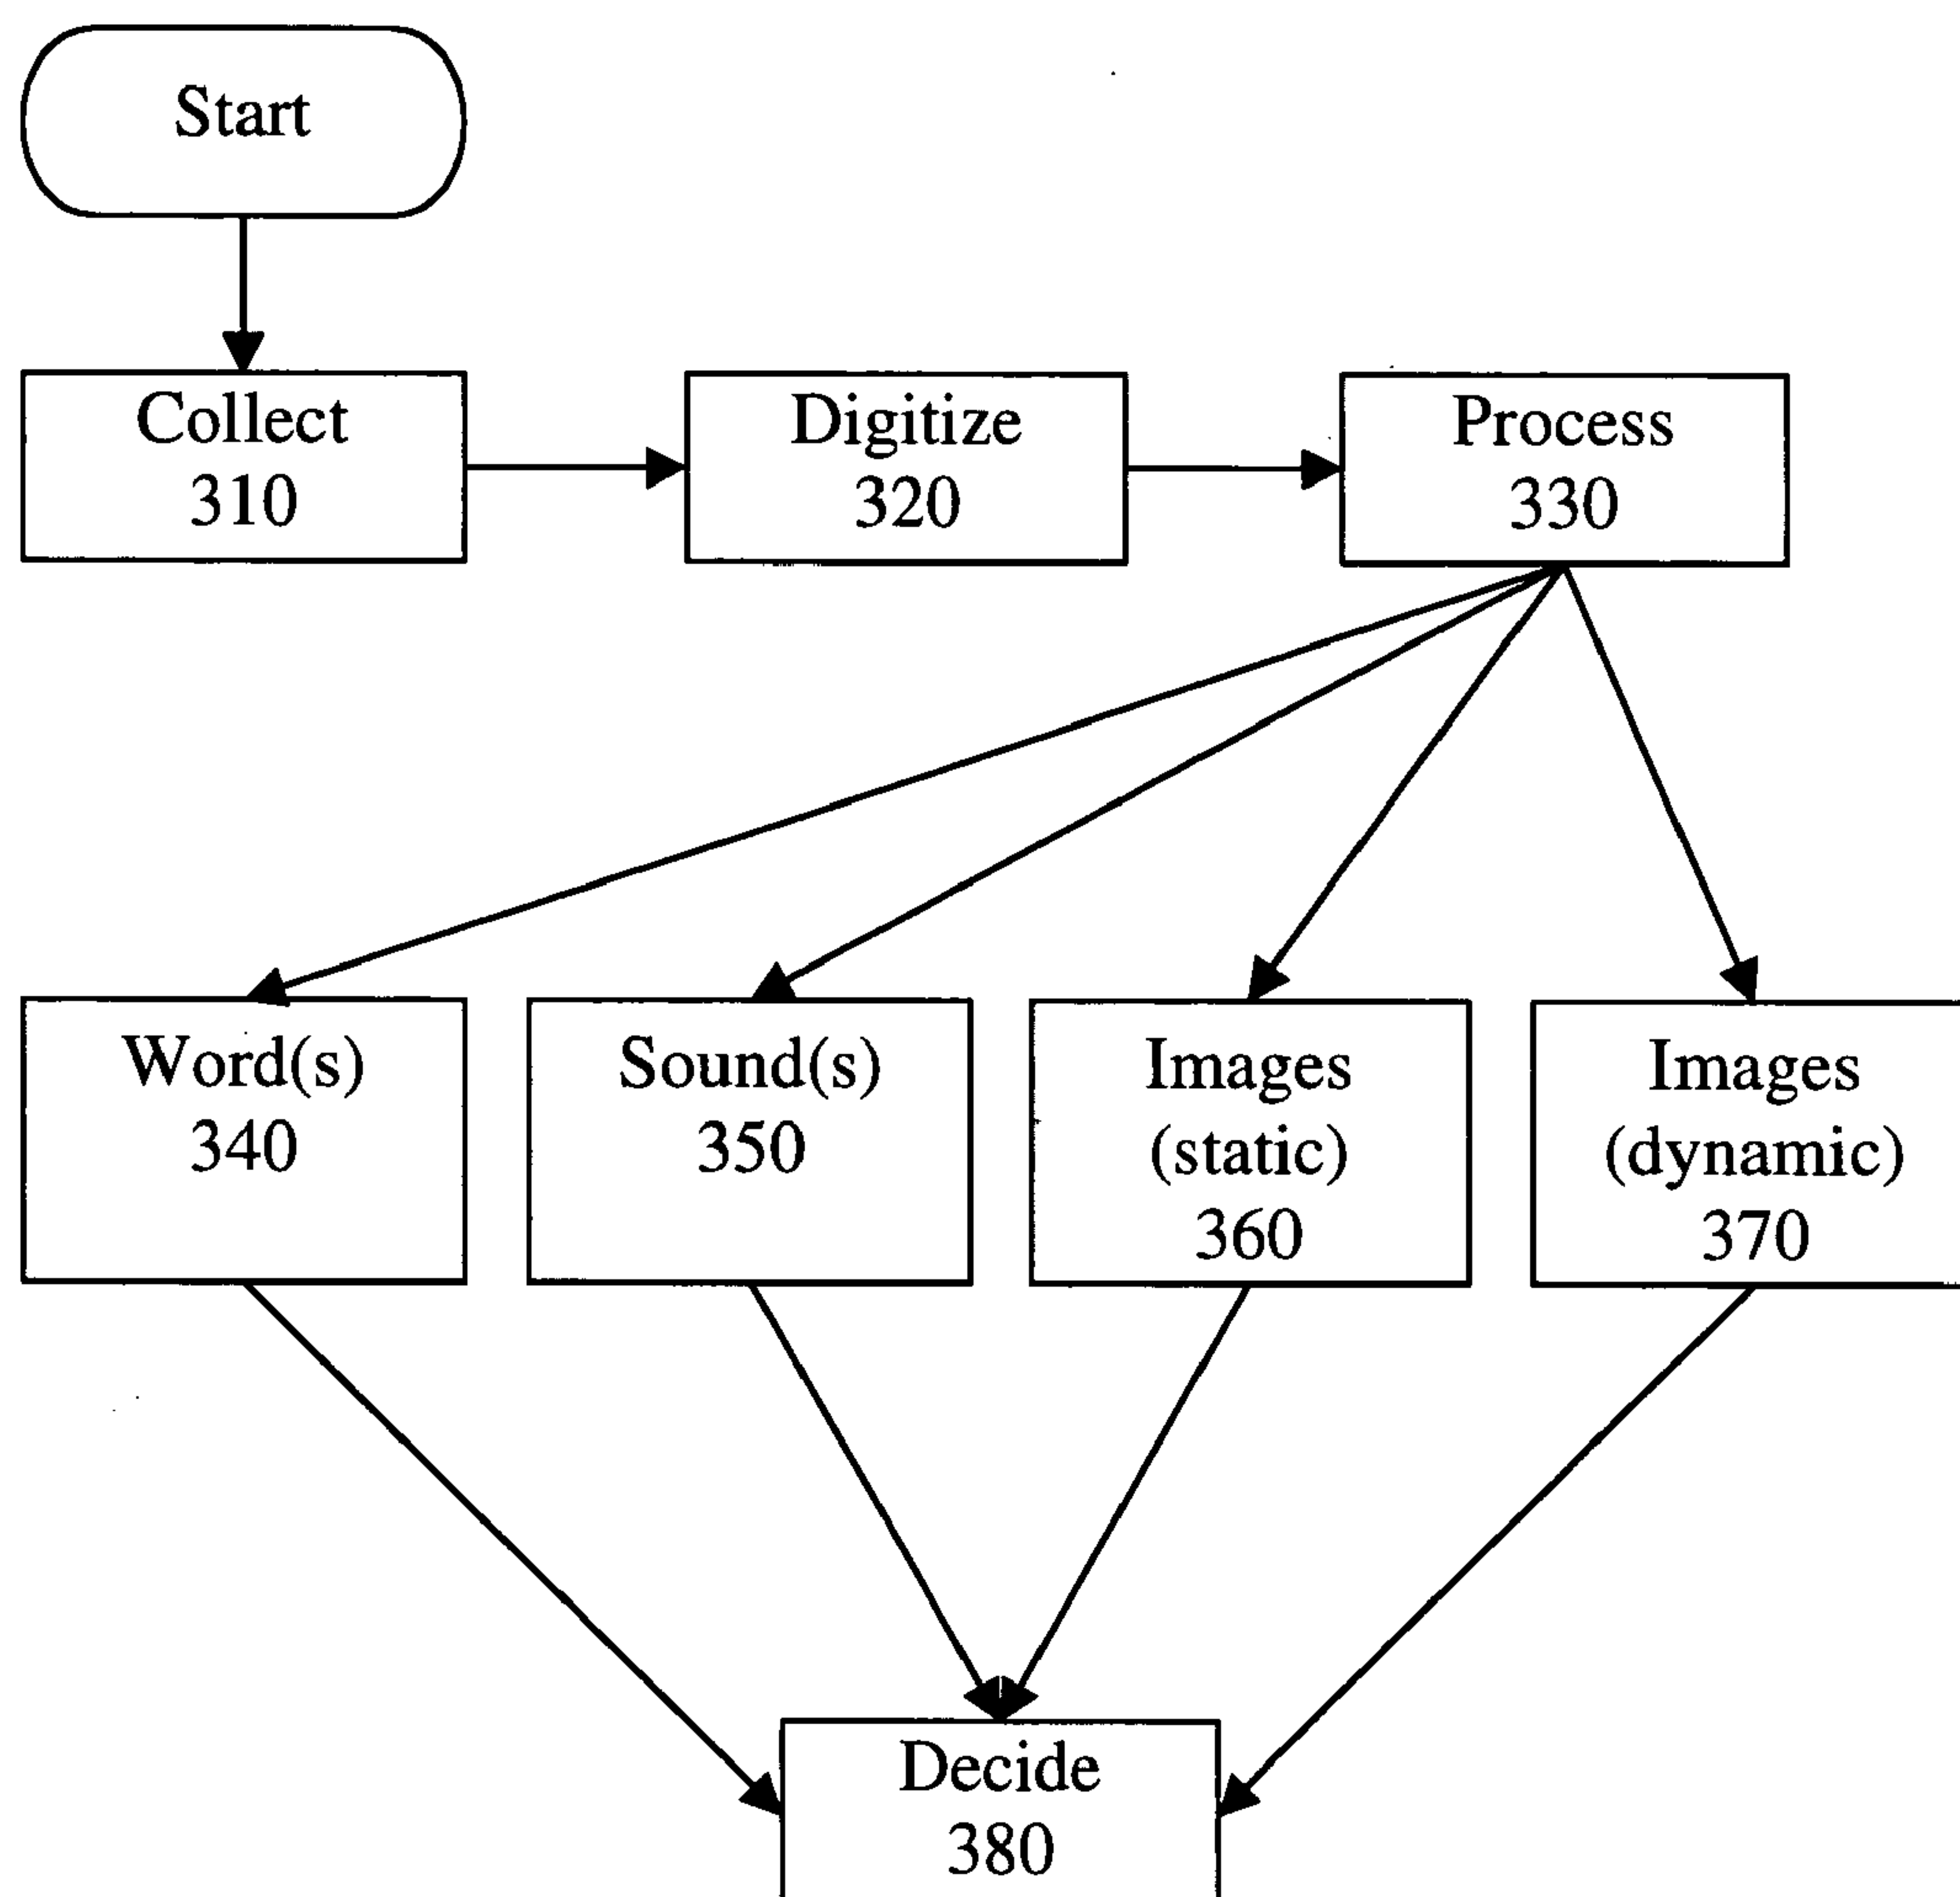 Start
Collect
310
Digitize
320
Process
330
Word(s)
340
Sound(s)
350
Images
(static)
360
Images
(dynamic)
370
Decide
380